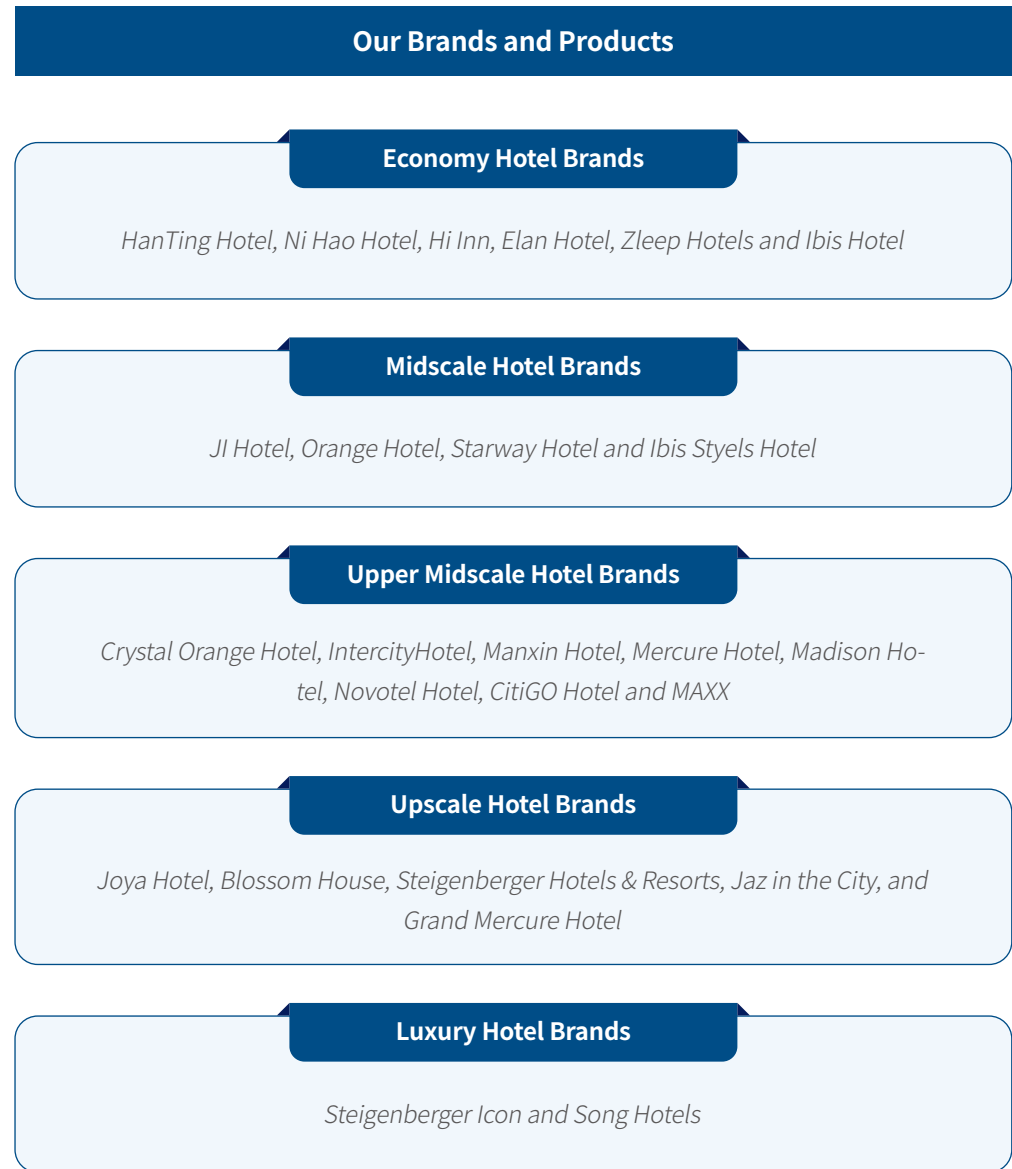 Our Brands and Products
Economy Hotel Brands
HanTing Hotel, Ni Hao Hotel, Hi Inn, Elan Hotel, Zleep Hotels and Ibis Hotel
Midscale Hotel Brands
JI Hotel, Orange Hotel, Starway Hotel and Ibis Styels Hotel
Upper Midscale Hotel Brands
Crystal Orange Hotel, IntercityHotel, Manxin Hotel, Mercure Hotel, Madison Ho-
tel, Novotel Hotel, CitiGO Hotel and MAXX
Upscale Hotel Brands
Joya Hotel, Blossom House, Steigenberger Hotels & Resorts, Jaz in the City, and
Grand Mercure Hotel
Luxury Hotel Brands
Steigenberger Icon and Song Hotels